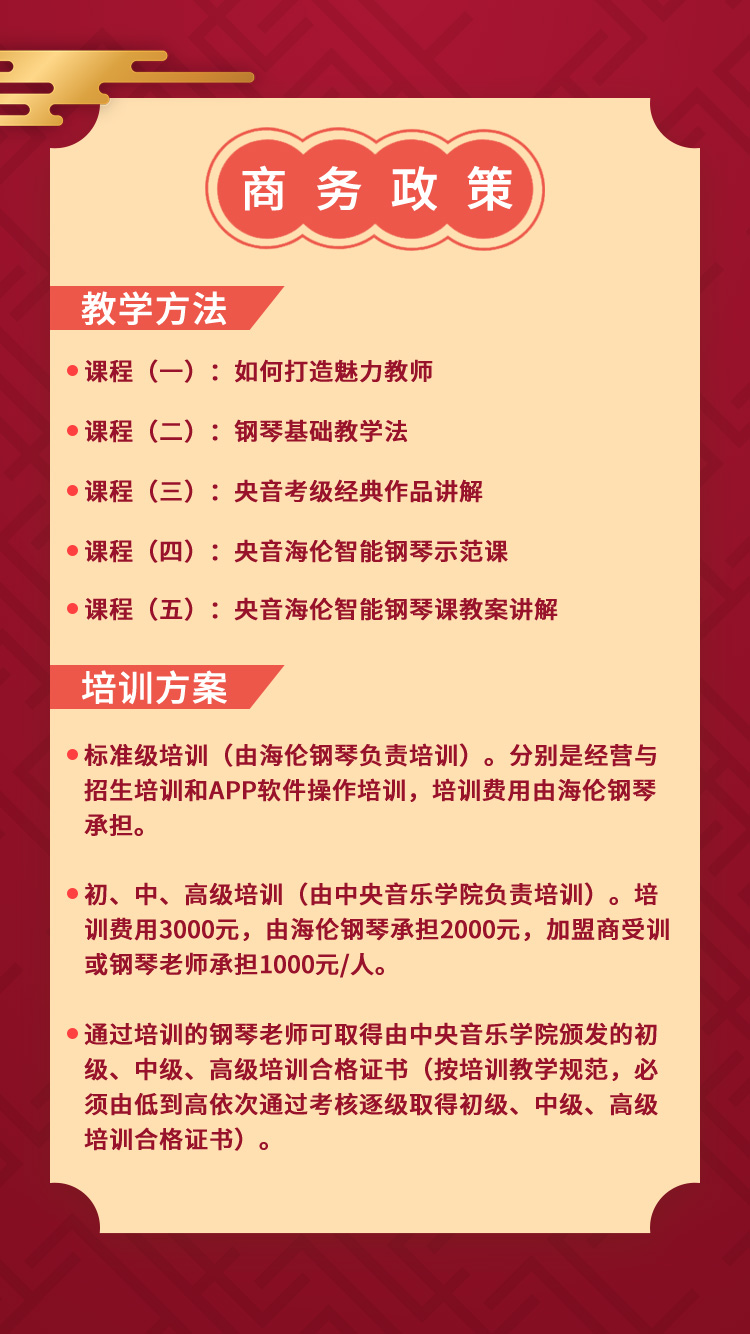 商务政策
教学方法
课程（一）：如何打造魅力教师
课程（二）：钢琴基础教学法
课程（三）：央音考级经典作品讲解
课程（四）：央音海伦智能钢琴示范课
课程（五）：央音海伦智能钢琴课教案讲解
培训方案
标准级培训（由海伦钢琴负责培训）。分别是经营与
招生培训和APP软件操作培训，培训费用由海伦钢琴
承担。
初、中、高级培训（由中央音乐学院负责培训）。培
训费用3000元，由海伦钢琴承担2000元，加盟商受训
或钢琴老师承担1000元/人。
通过培训的钢琴老师可取得由中央音乐学院颁发的初
级、中级、高级培训合格证书（按培训教学规范，必
须由低到高依次通过考核逐级取得初级、中级、高级
培训合格证书）。